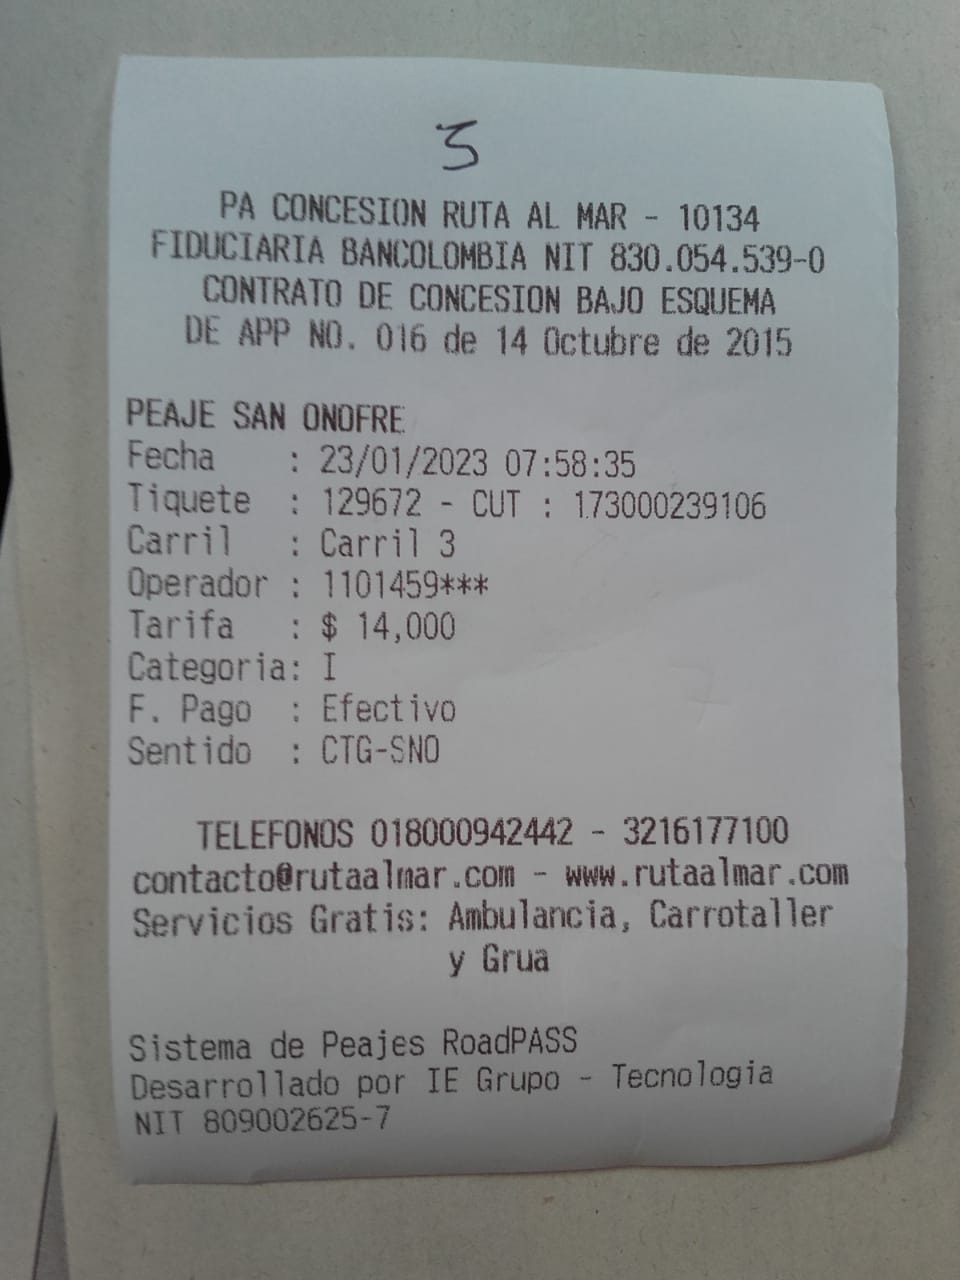 3
PA CONCESION RUTA AL MAR - 10134
FIDUCIARIA BANCOLOMBIA NIT 830.054.539-0
CONTRATO DE CONCESION BAJO ESQUEMA
DE APP NO. 016 de 14 Octubre de 2015
PEAJE SAN ONOFRE
Fecha : 23/01/2023 07:58:35
Tiquete : 129672 - CUT : 173000239106
Carril : Carril 3
Operador : 1101459***
Tarifa : $ 14,000
Categoria: I
F. Pago : Efectivo
Sentido : CTG-SNO
TELEFONOS 018000942442 - 3216177100
contacto@rutaalmar.com - www.rutaalmar.com
Servicios Gratis: Ambulancia, Carrotaller
y Grua
Sistema de Peajes RoadPASS
Desarrollado por IE Grupo - Tecnologia
NIT 809002625-7